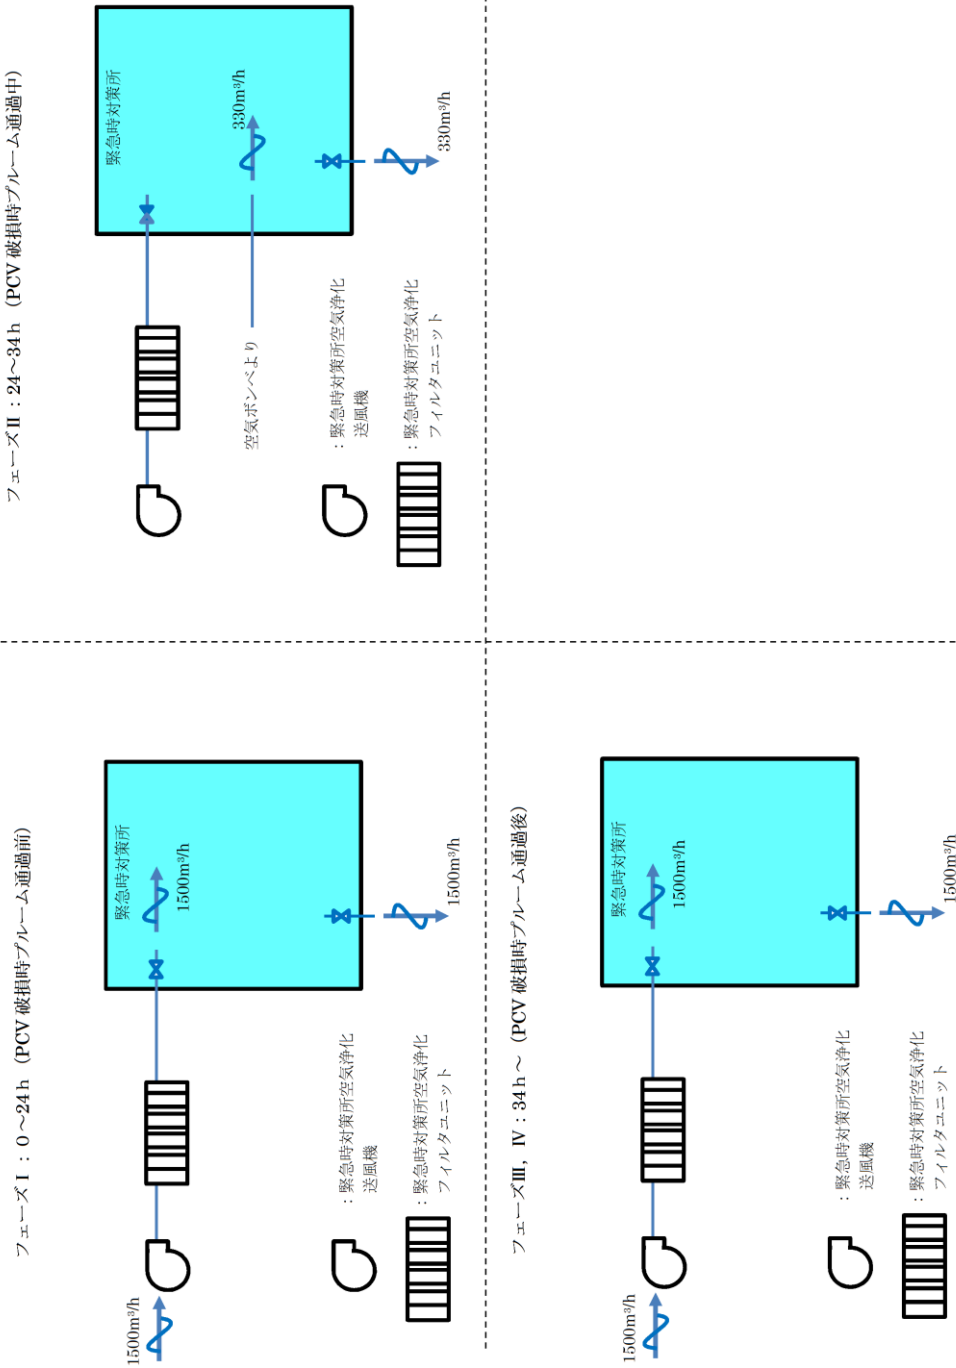 フェーズⅠ：0～24h（PCV 破損時プルーム通過前）
緊急時対策所
1500m³/h
1500m³/h
1500m³/h
：緊急時対策所空気浄化
送風機
：緊急時対策所空気浄化
フィルタユニット
フェーズⅡ：24～34h（PCV 破損時プルーム通過中）
緊急時対策所
330m³/h
空気ボンベより
330m³/h
：緊急時対策所空気浄化
送風機
：緊急時対策所空気浄化
フィルタユニット
フェーズⅢ，Ⅳ：34h～（PCV 破損時プルーム通過後）
緊急時対策所
1500m³/h
1500m³/h
1500m³/h
：緊急時対策所空気浄化
送風機
：緊急時対策所空気浄化
フィルタユニット